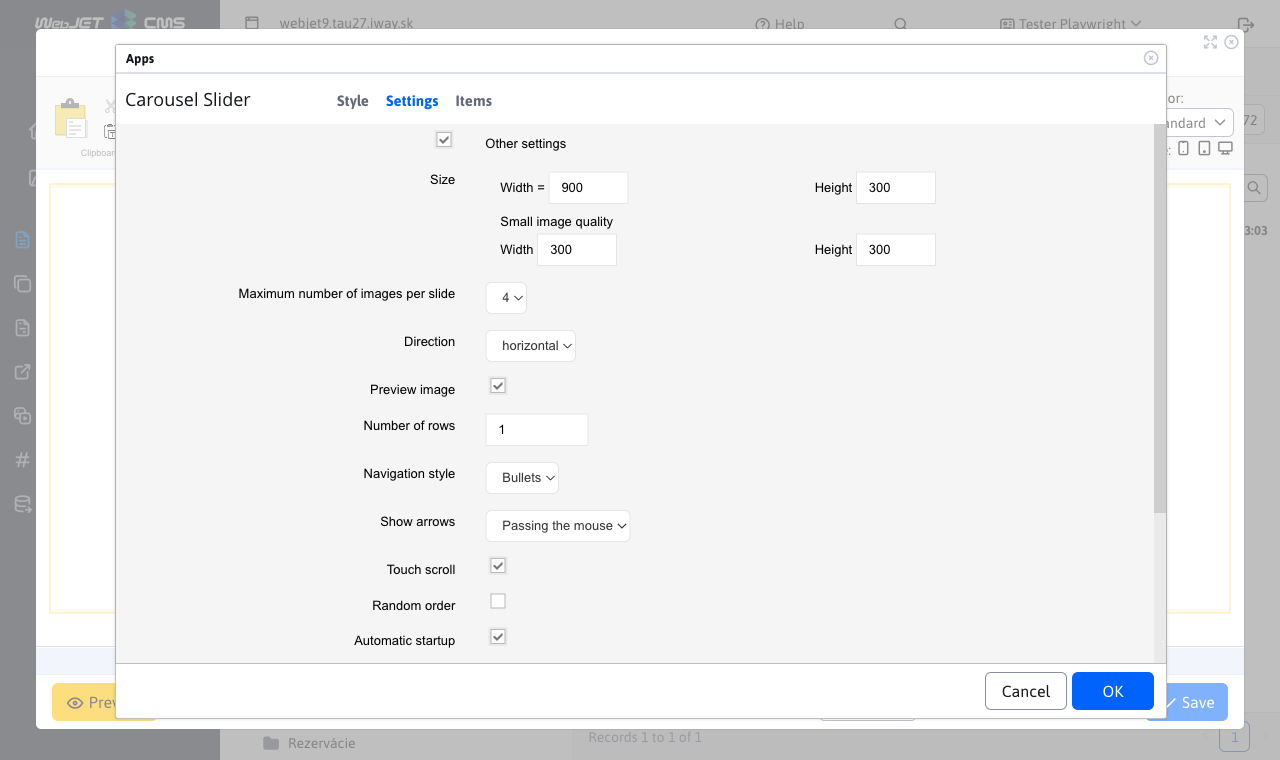 WebJET CMS
webjet9.tau27.iway.sk
Help
Tester Playwright
Apps
Carousel Slider
Style
Settings
Items
Clipboar
or:
andard
72
e:
3:03
Other settings
Size
Width =
900
Height
300
Small image quality
Width
300
Height
300
Maximum number of images per slide
4
Direction
horizontal
Preview image
Number of rows
1
Navigation style
Bullets
Show arrows
Passing the mouse
Touch scroll
Random order
Automatic startup
Cancel
OK
Prev
Save
Rezervácie
Records 1 to 1 of 1
1